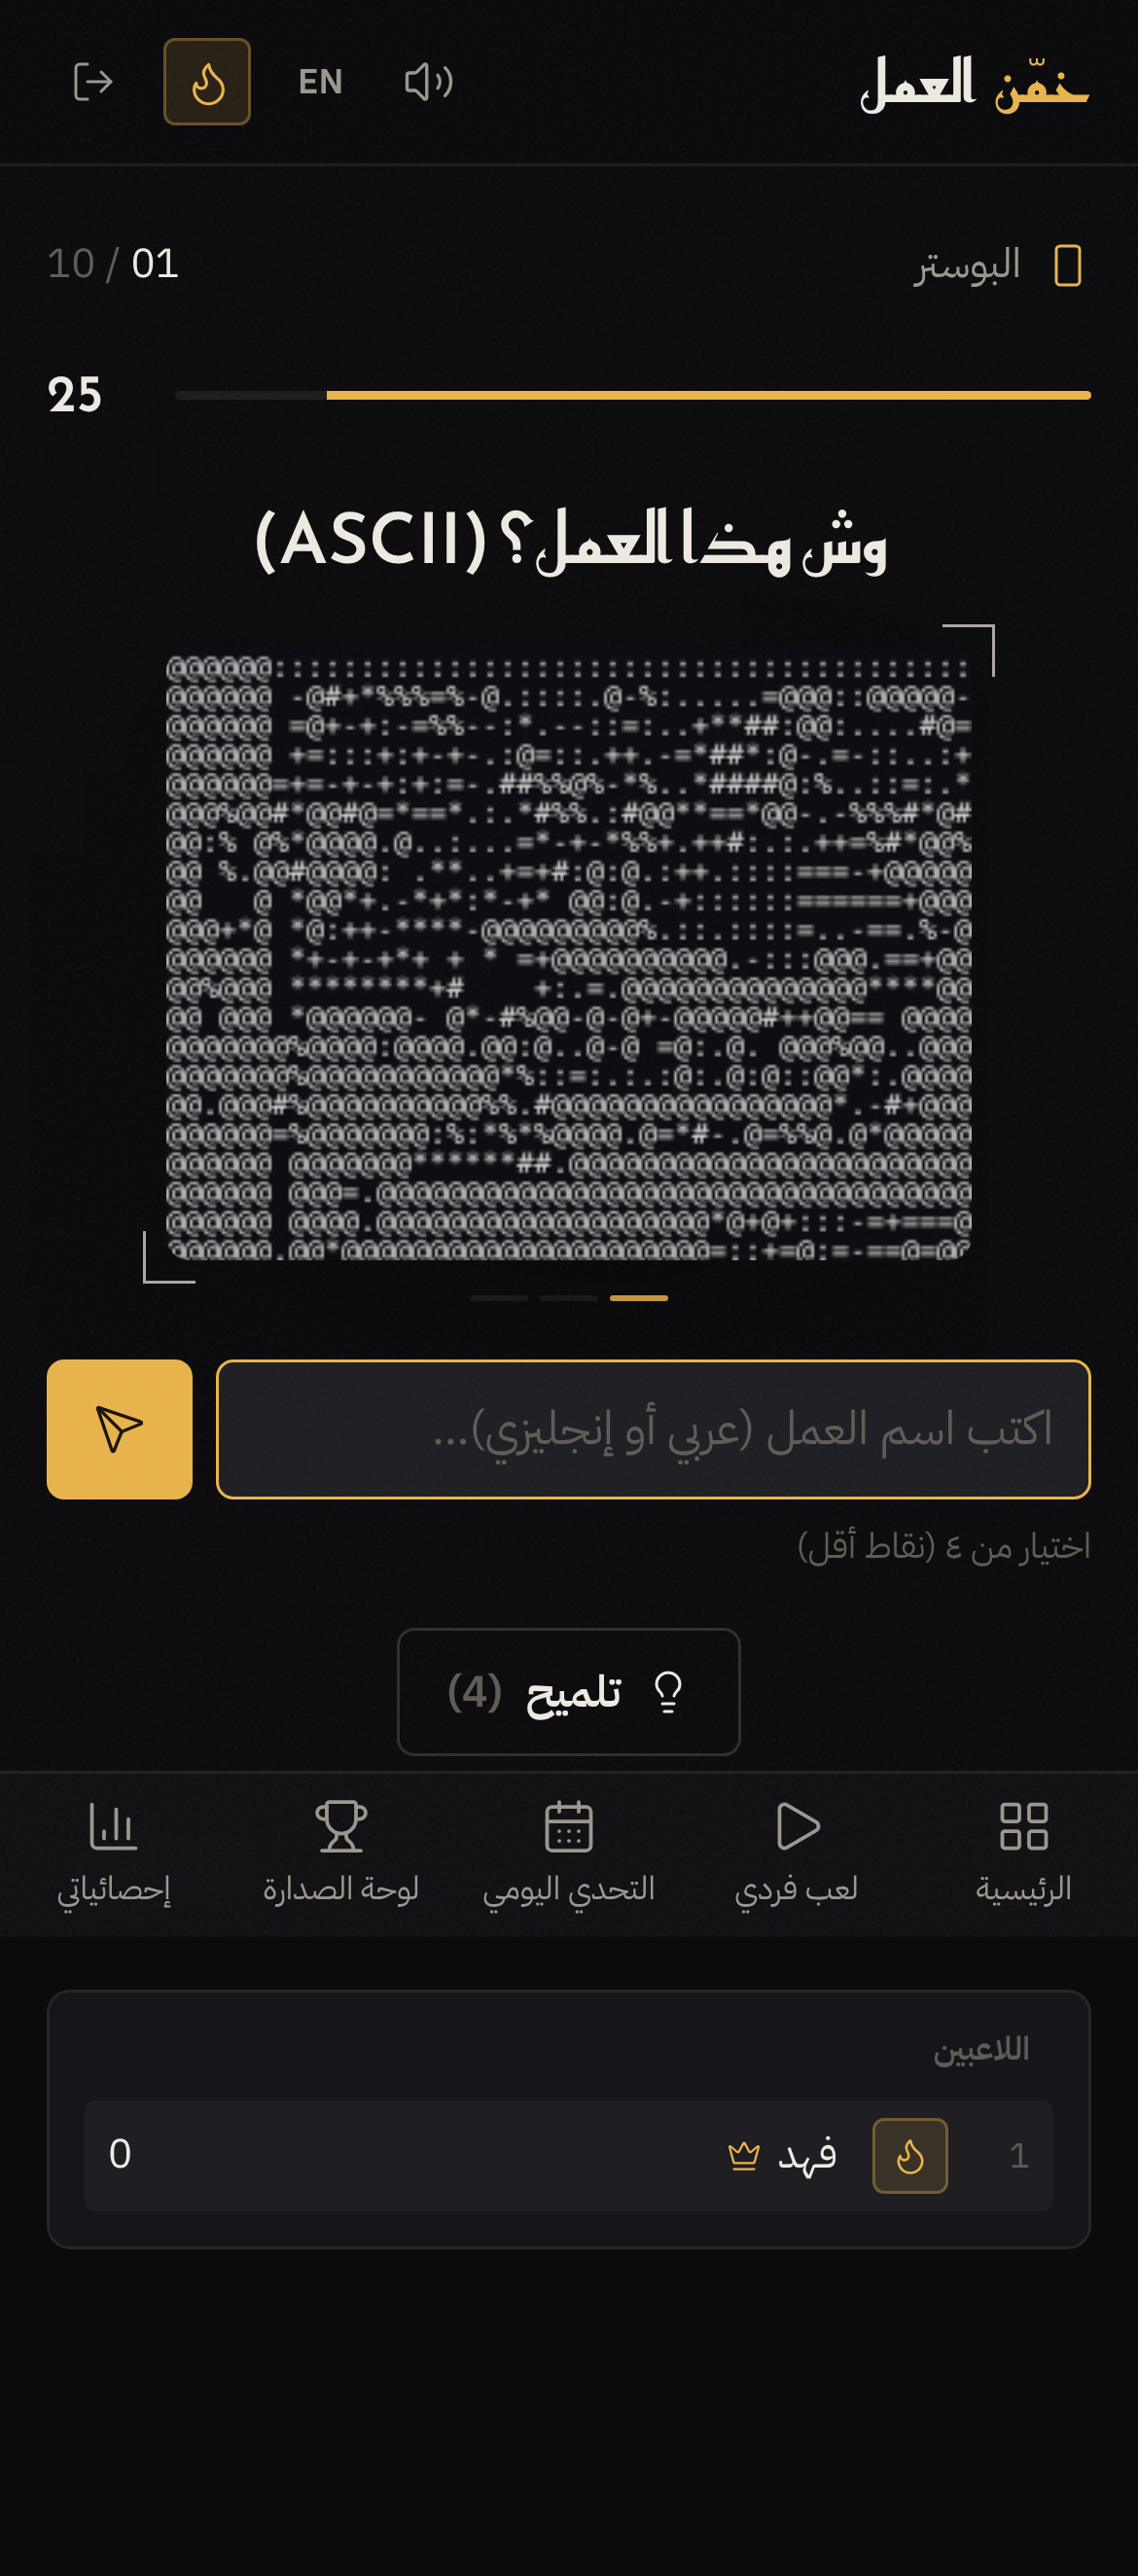 خمّن العمل
EN
البوستر
01 / 10
25
وش هذا العمل؟ (ASCII)
اكتب اسم العمل (عربي أو إنجليزي)...
اختيار من ٤ (نقاط أقل)
تلميح (4)
الرئيسية
لعب فردي
التحدي اليومي
لوحة الصدارة
إحصائياتي
اللاعبين
1 فهد 0